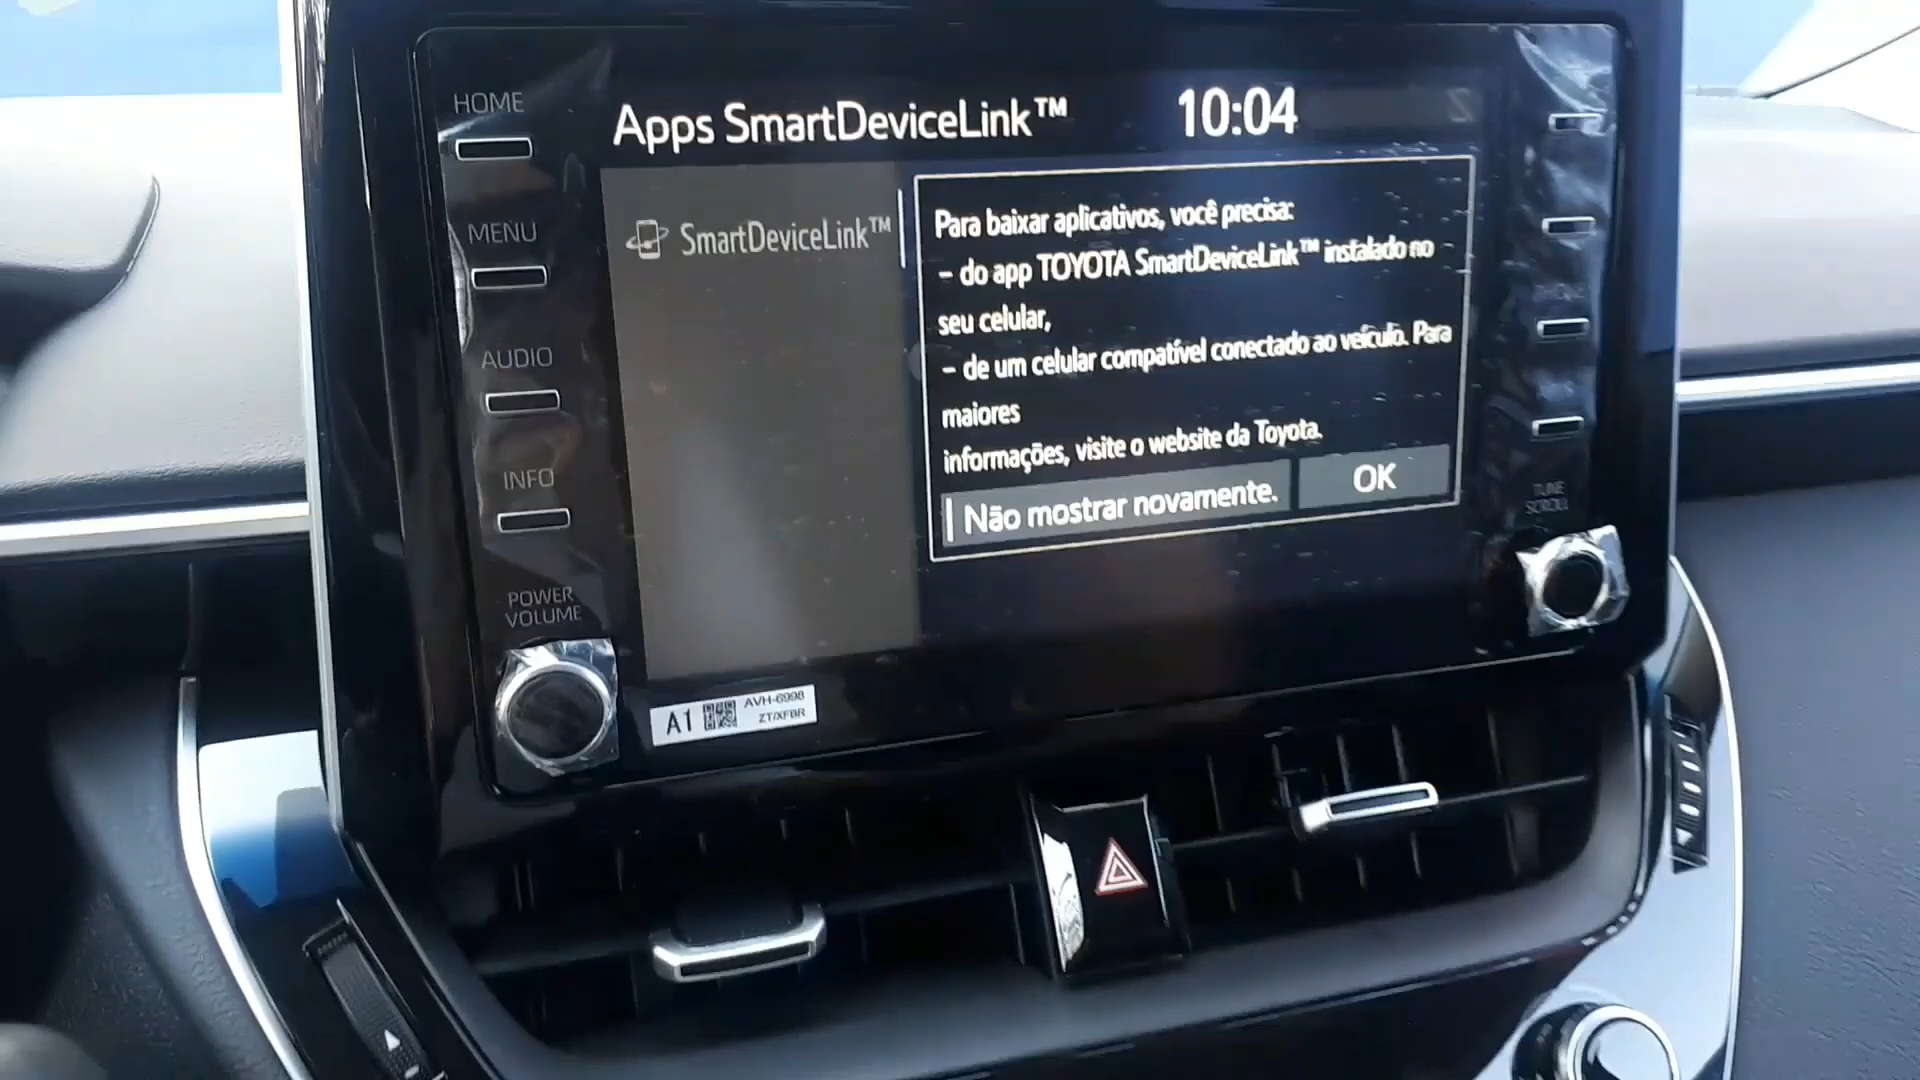 HOME
MENU
AUDIO
INFO
POWER
VOLUME
Apps SmartDeviceLink™
10:04
SmartDeviceLink™
Para baixar aplicativos, você precisa:
- do app TOYOTA SmartDeviceLink™ instalado no
seu celular,
- de um celular compatível conectado ao veículo. Para
maiores
informações, visite o website da Toyota.
Não mostrar novamente.
OK
TUNE
SCROLL
A1
AVH-6998
ZT/XFBR